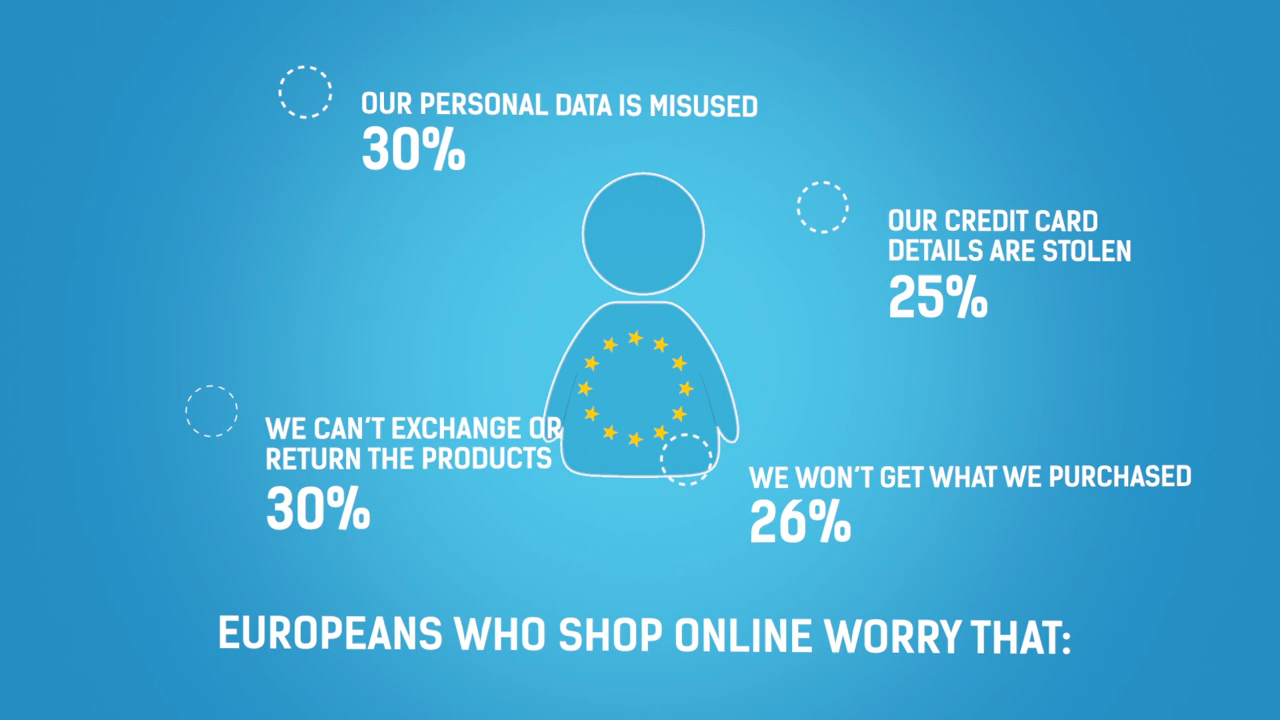 OUR PERSONAL DATA IS MISUSED
30%
OUR CREDIT CARD
DETAILS ARE STOLEN
25%
WE CAN'T EXCHANGE OR
RETURN THE PRODUCTS
30%
WE WON'T GET WHAT WE PURCHASED
26%
EUROPEANS WHO SHOP ONLINE WORRY THAT: